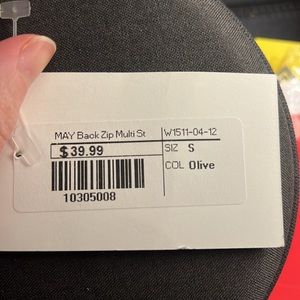 MAY Back Zip Multi St W1511-04-12
$39.99 SIZ S
COL Olive
10305008